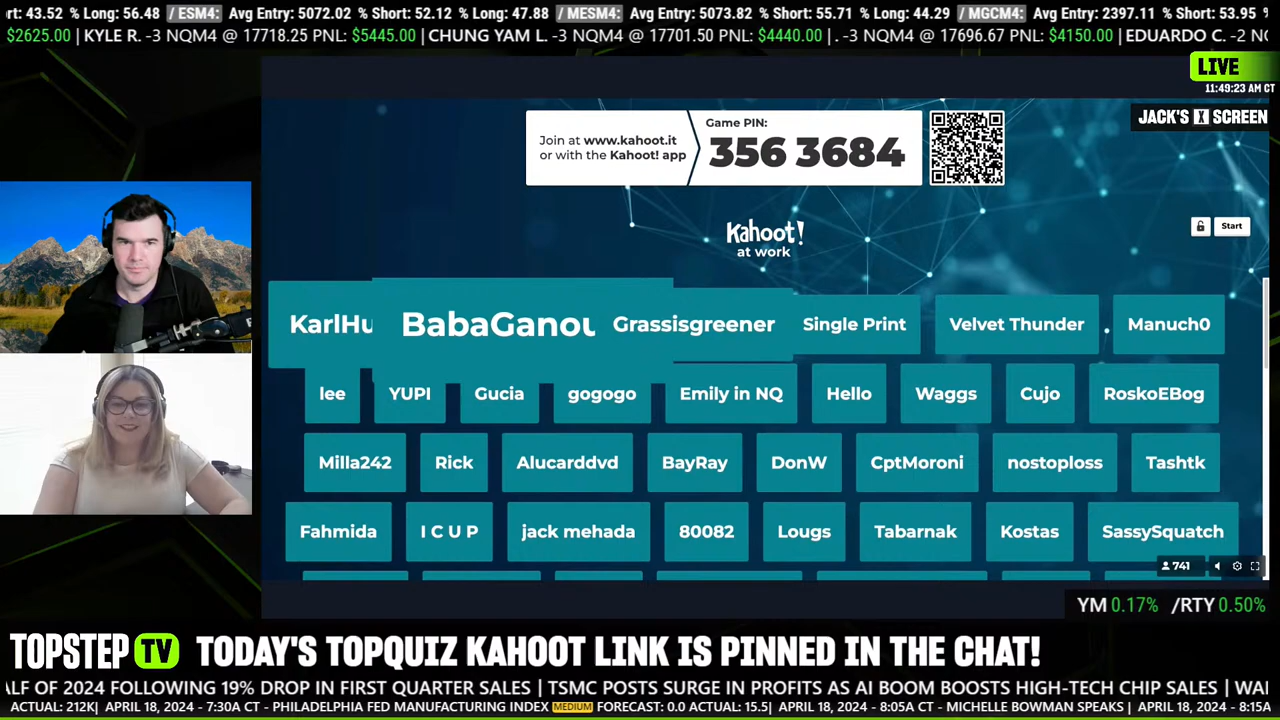 rt: 43.52 % Long: 56.48 / ESM4: Avg Entry: 5072.02 % Short: 52.12 % Long: 47.88 / MESM4: Avg Entry: 5073.82 % Short: 55.71 % Long: 44.29 / MGCM4: Avg Entry: 2397.11 % Short: 53.95 %
$2625.00 | KYLE R. -3 NQM4 @ 17718.25 PNL: $5445.00 | CHUNG YAM L. -3 NQM4 @ 17701.50 PNL: $4440.00 | . -3 NQM4 @ 17696.67 PNL: $4150.00 | EDUARDO C. -2 NQ
LIVE
11:49:23 AM CT
JACK'S X SCREEN
Join at www.kahoot.it
or with the Kahoot! app
Game PIN:
356 3684
Kahoot!
at work
Start
KarlHu BabaGanou Grassisgreener Single Print Velvet Thunder Manuch0
lee YUPI Gucia gogogo Emily in NQ Hello Waggs Cujo RoskoEBog
Milla242 Rick Alucarddvd BayRay DonW CptMoroni nostoploss Tashtk
Fahmida I C U P jack mehada 80082 Lougs Tabarnak Kostas SassySquatch
741
YM 0.17% /RTY 0.50%
TOPSTEP TV TODAY'S TOPQUIZ KAHOOT LINK IS PINNED IN THE CHAT!
ALF OF 2024 FOLLOWING 19% DROP IN FIRST QUARTER SALES | TSMC POSTS SURGE IN PROFITS AS AI BOOM BOOSTS HIGH-TECH CHIP SALES |
ACTUAL: 212K| APRIL 18, 2024 - 7:30A CT - PHILADELPHIA FED MANUFACTURING INDEX MEDIUM FORECAST: 0.0 ACTUAL: 15.5| APRIL 18, 2024 - 8:05A CT - MICHELLE BOWMAN SPEAKS | APRIL 18, 2024 - 8:15A